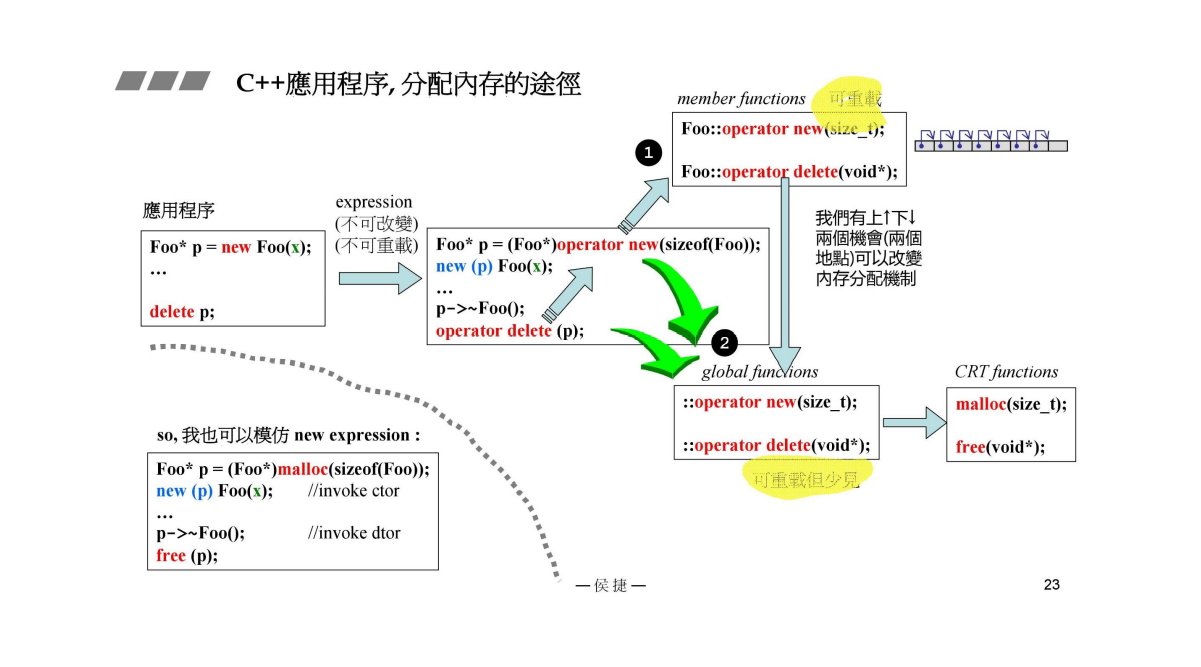 C++應用程序, 分配內存的途徑
member functions 可重載
Foo::operator new(size_t);
Foo::operator delete(void*);
1
應用程序
Foo* p = new Foo(x);
...
delete p;
expression
(不可改變)
(不可重載)
Foo* p = (Foo*)operator new(sizeof(Foo));
new (p) Foo(x);
...
p->~Foo();
operator delete (p);
我們有上↑下↓
兩個機會(兩個
地點)可以改變
內存分配機制
2
global functions
::operator new(size_t);
::operator delete(void*);
可重載但少見
CRT functions
malloc(size_t);
free(void*);
so, 我也可以模仿 new expression :
Foo* p = (Foo*)malloc(sizeof(Foo));
new (p) Foo(x); //invoke ctor
...
p->~Foo(); //invoke dtor
free (p);
— 侯捷 —
23